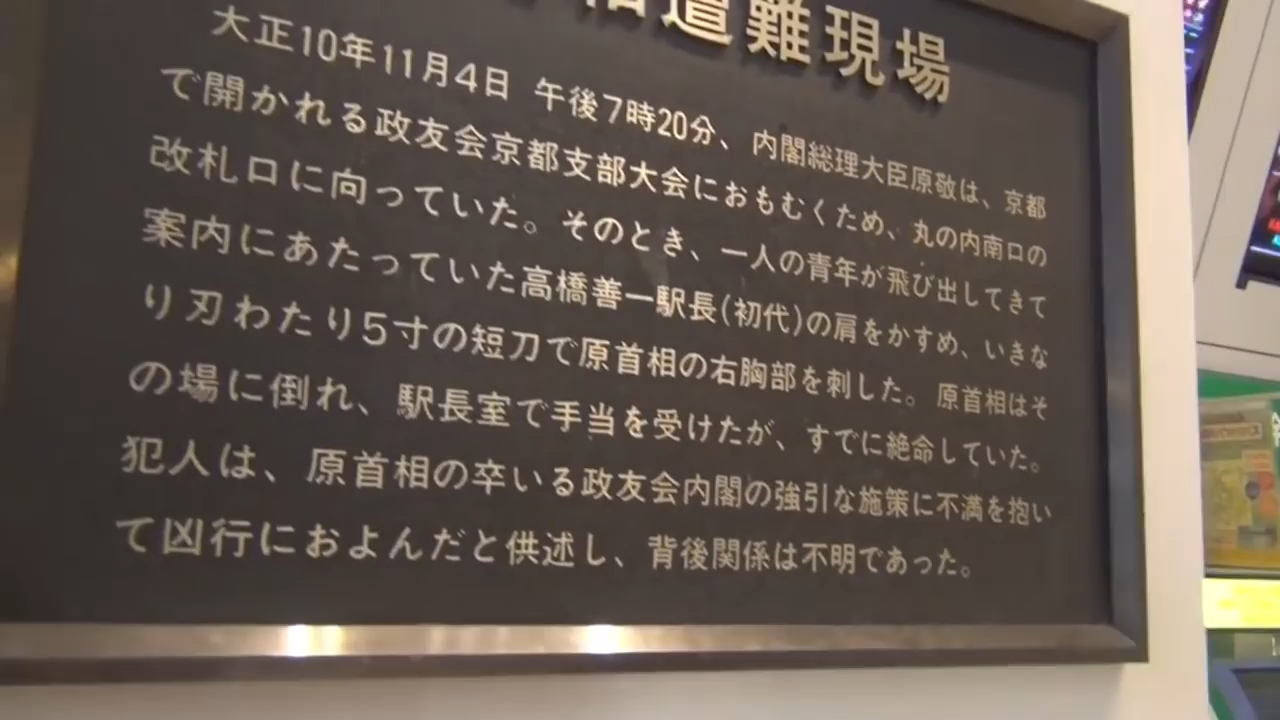 相遭難現場
大正10年11月4日 午後7時20分、内閣総理大臣原敬は、京都
で開かれる政友会京都支部大会におもむくため、丸の内南口の
改札口に向っていた。そのとき、一人の青年が飛び出してきて
案内にあたっていた高橋善一駅長(初代)の肩をかすめ、いきな
り刃わたり5寸の短刀で原首相の右胸部を刺した。原首相はそ
の場に倒れ、駅長室で手当を受けたが、すでに絶命していた。
犯人は、原首相の卒いる政友会内閣の強引な施策に不満を抱い
て凶行におよんだと供述し、背後関係は不明であった。